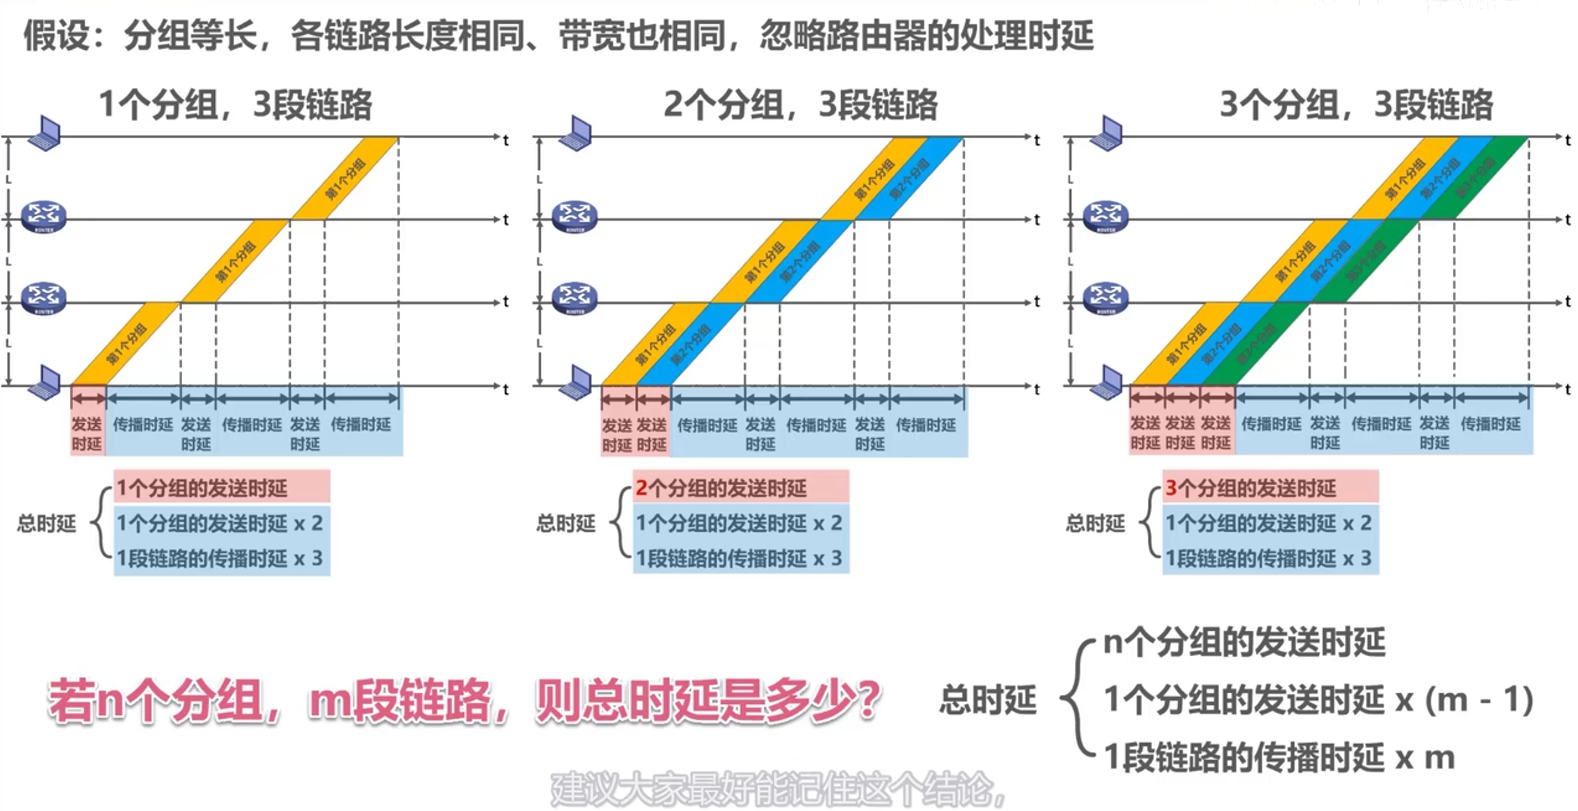 假设：分组等长，各链路长度相同、带宽也相同，忽略路由器的处理时延
1个分组，3段链路
t
第1个分组
L
ROUTER
t
第1个分组
L
ROUTER
t
第1个分组
L
t
发送时延
传播时延
发送时延
传播时延
发送时延
传播时延
总时延
1个分组的发送时延
1个分组的发送时延 x 2
1段链路的传播时延 x 3
2个分组，3段链路
t
第1个分组
第2个分组
L
ROUTER
t
第1个分组
第2个分组
L
ROUTER
t
第1个分组
第2个分组
L
t
发送时延
发送时延
传播时延
发送时延
传播时延
发送时延
传播时延
总时延
2个分组的发送时延
1个分组的发送时延 x 2
1段链路的传播时延 x 3
3个分组，3段链路
t
第1个分组
第2个分组
第3个分组
L
ROUTER
t
第1个分组
第2个分组
第3个分组
L
ROUTER
t
第1个分组
第2个分组
第3个分组
L
t
发送时延
发送时延
发送时延
传播时延
发送时延
传播时延
发送时延
传播时延
总时延
3个分组的发送时延
1个分组的发送时延 x 2
1段链路的传播时延 x 3
若n个分组，m段链路，则总时延是多少？
总时延
n个分组的发送时延
1个分组的发送时延 x (m - 1)
1段链路的传播时延 x m
建议大家最好能记住这个结论，